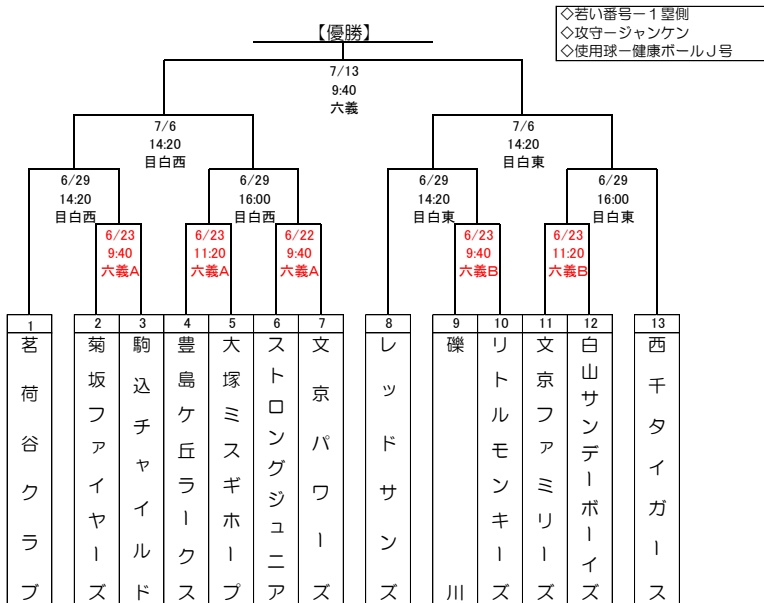 【優勝】
◇若い番号－1塁側
◇攻守－ジャンケン
◇使用球－健康ボールJ号
7/13
9:40
六義
7/6
14:20
目白西
7/6
14:20
目白東
6/29
14:20
目白西
6/29
16:00
目白西
6/29
14:20
目白東
6/29
16:00
目白東
6/23
9:40
六義A
6/23
11:20
六義A
6/22
9:40
六義A
6/23
9:40
六義B
6/23
11:20
六義B
1
茗荷谷クラブ
2
菊坂ファイヤーズ
3
駒込チャイルド
4
豊島ケ丘ラークス
5
大塚ミスギホープ
6
ストロングジュニア
7
文京パワーズ
8
レッドサンズ
9
礫川
10
リトルモンキーズ
11
文京ファミリーズ
12
白山サンデーボーイズ
13
西千タイガース